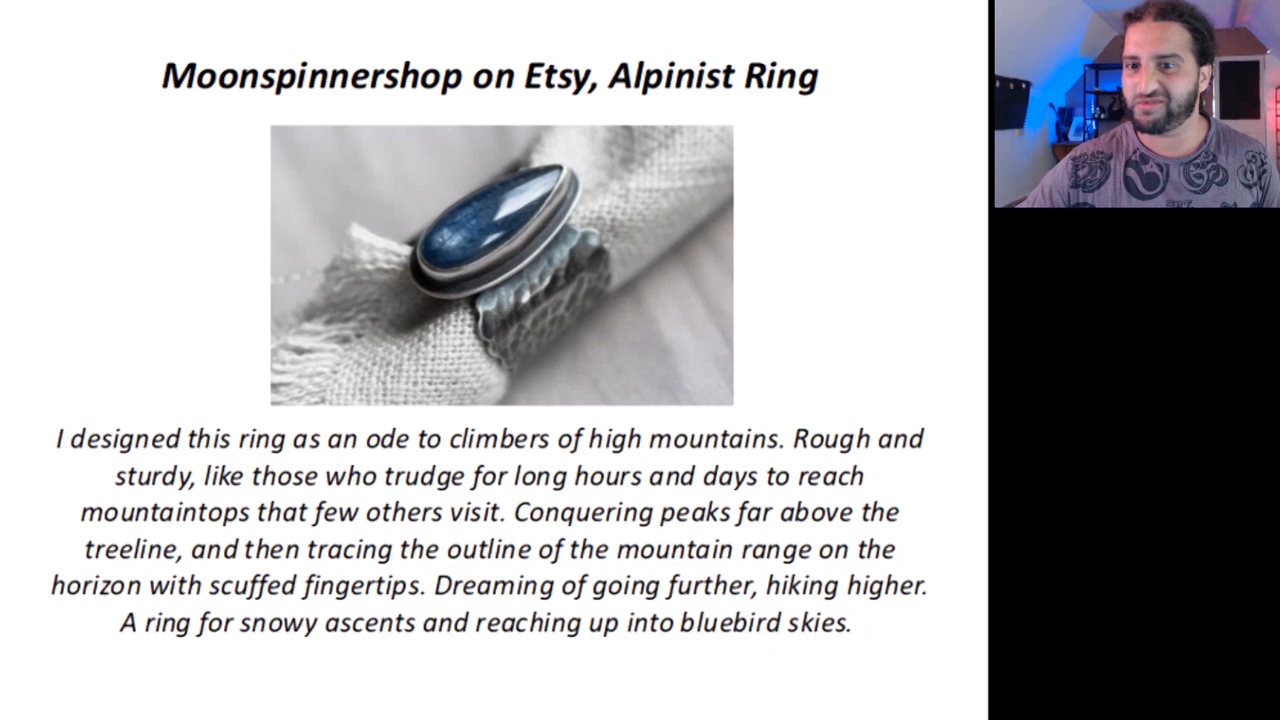 Moonspinnershop on Etsy, Alpinist Ring
I designed this ring as an ode to climbers of high mountains. Rough and
sturdy, like those who trudge for long hours and days to reach
mountaintops that few others visit. Conquering peaks far above the
treeline, and then tracing the outline of the mountain range on the
horizon with scuffed fingertips. Dreaming of going further, hiking higher.
A ring for snowy ascents and reaching up into bluebird skies.